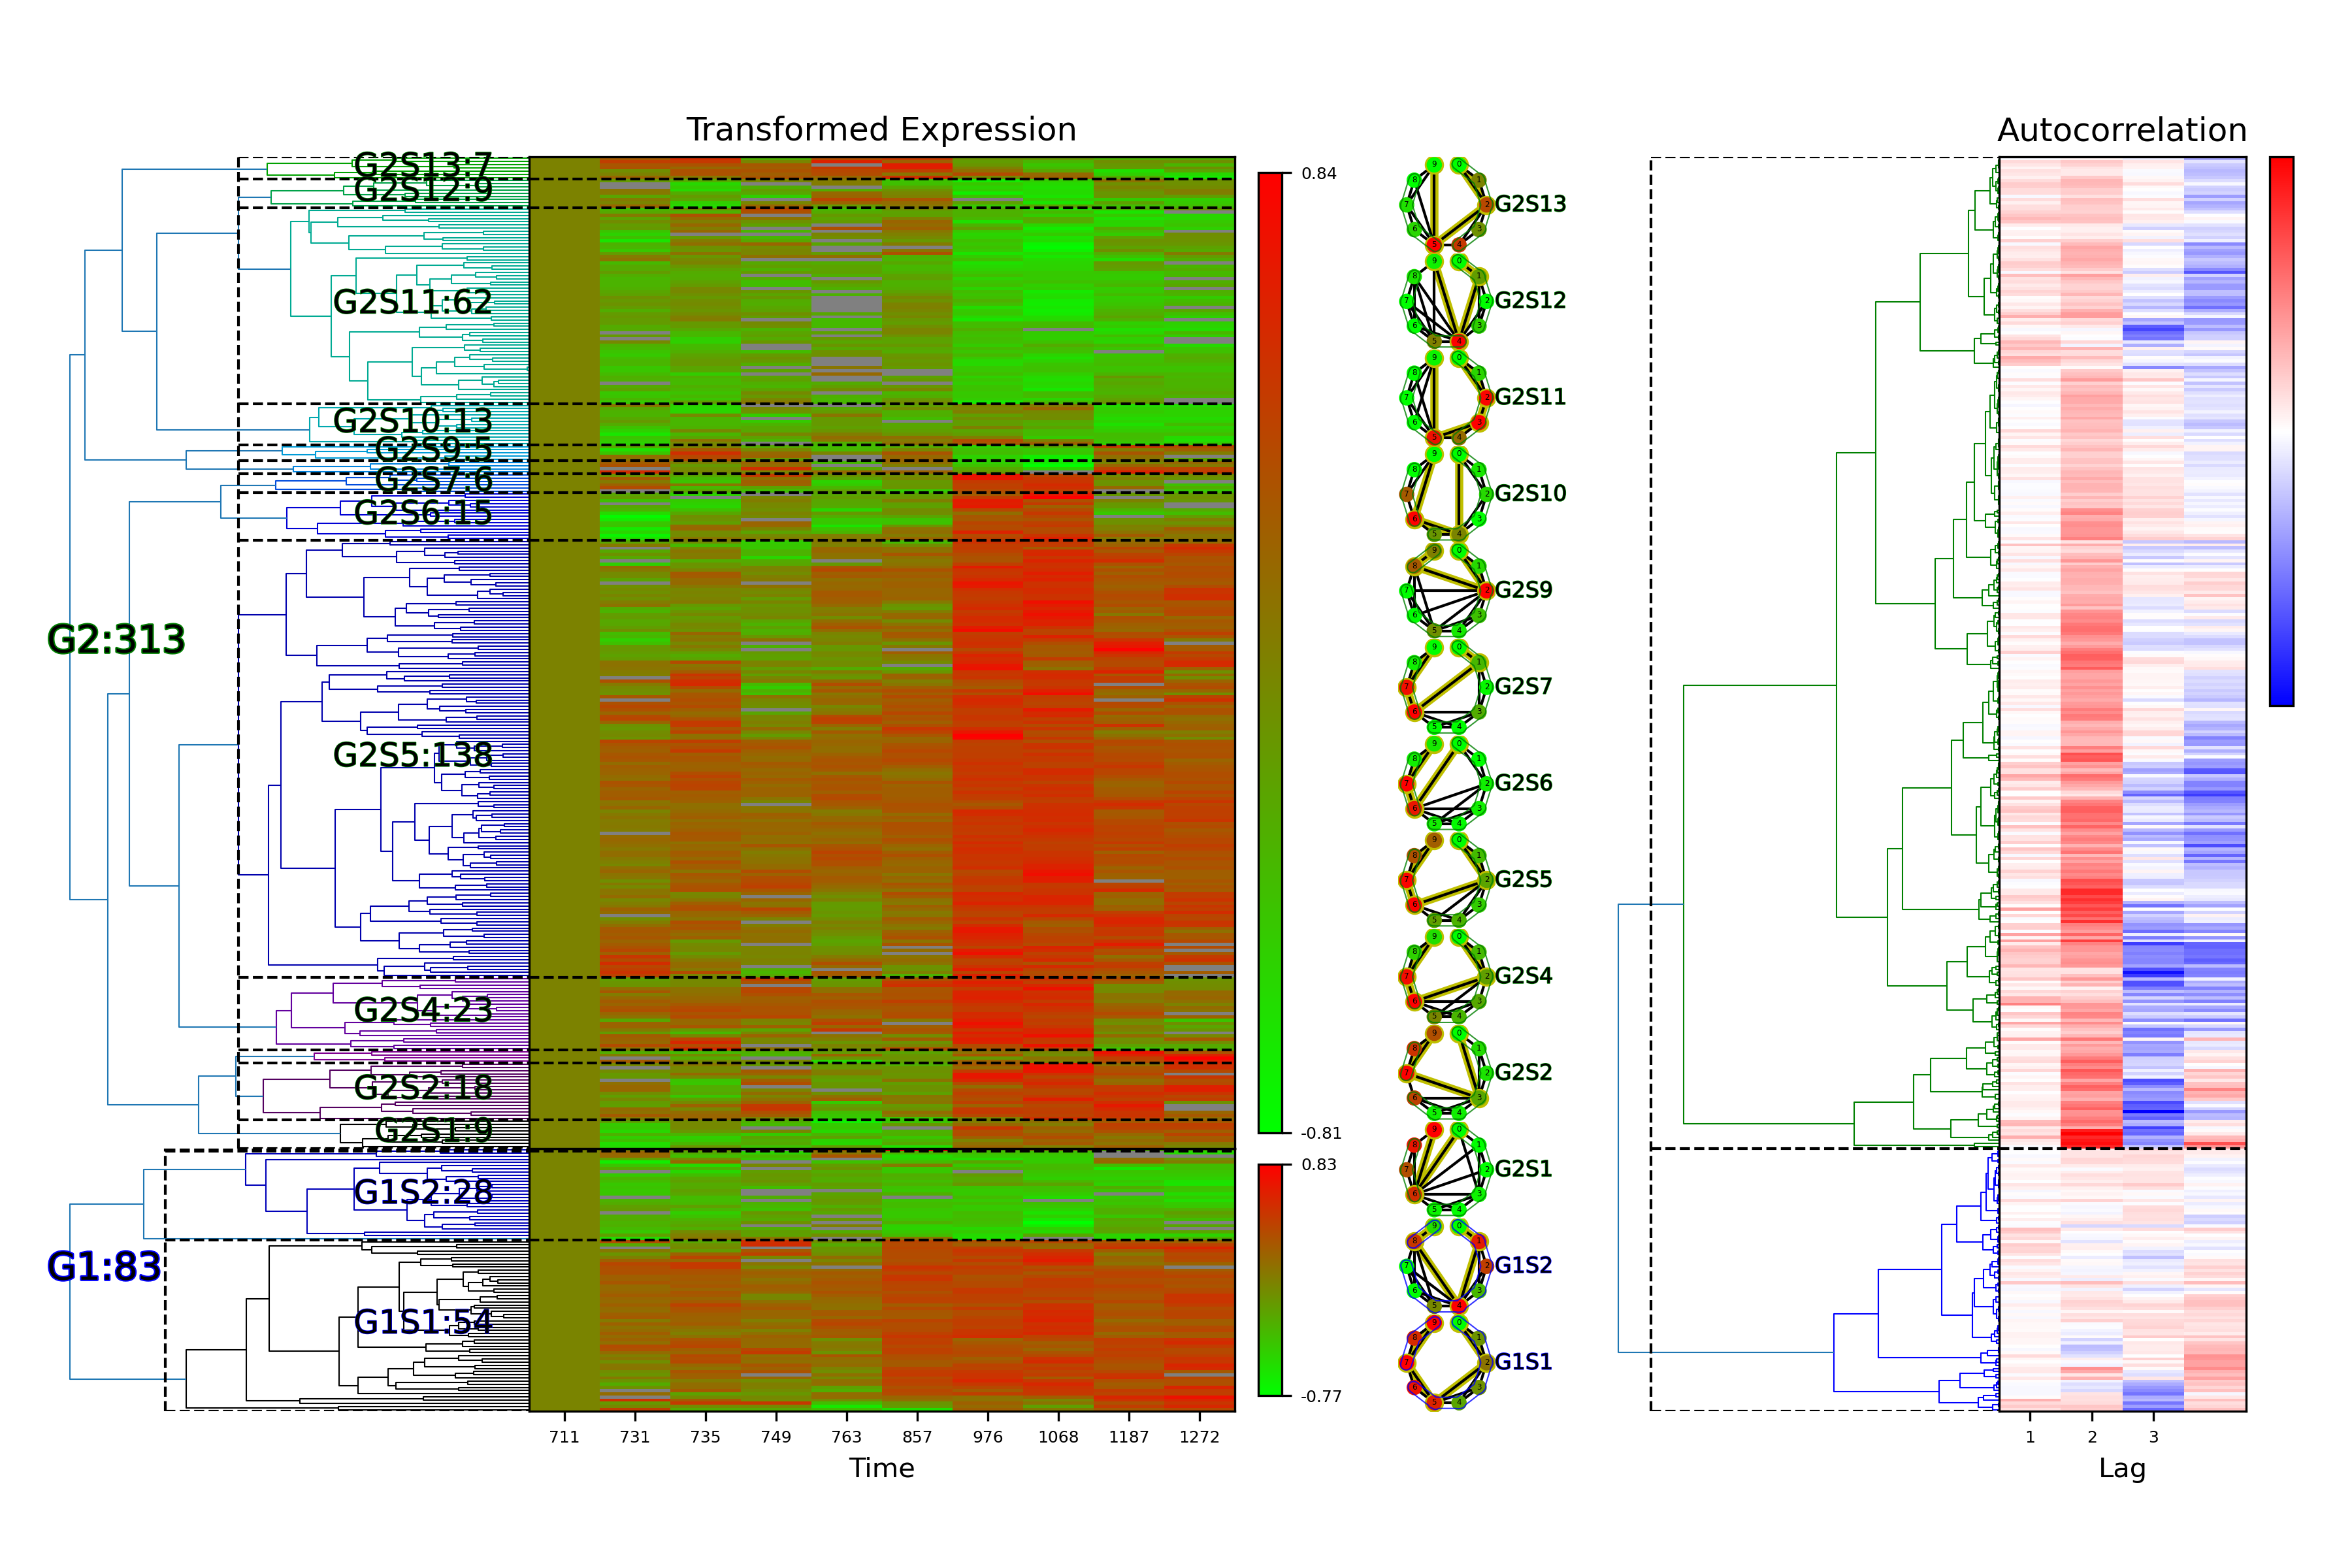 Transformed Expression
Autocorrelation
G2S13:7
G2S12:9
G2S11:62
G2S10:13
G2S9:5
G2S7:6
G2S6:15
G2:313
G2S5:138
G2S4:23
G2S2:18
G2S1:9
G1S2:28
G1:83
G1S1:54
0.84
-0.81
0.83
-0.77
G2S13
G2S12
G2S11
G2S10
G2S9
G2S7
G2S6
G2S5
G2S4
G2S2
G2S1
G1S2
G1S1
711 731 735 749 763 857 976 1068 1187 1272
Time
1 2 3
Lag